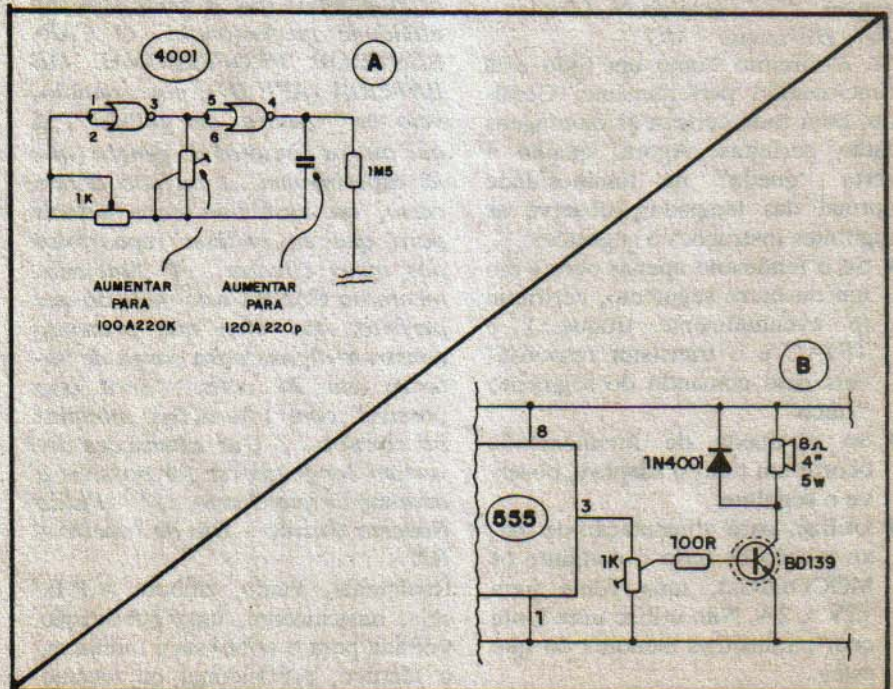 4001
A
1
2
3
5
6
4
1K
1M5
AUMENTAR
PARA
100A220K
AUMENTAR
PARA
120A220p
B
8
1N4001
8Ω
4"
5w
555
3
1K
100R
BD139
1